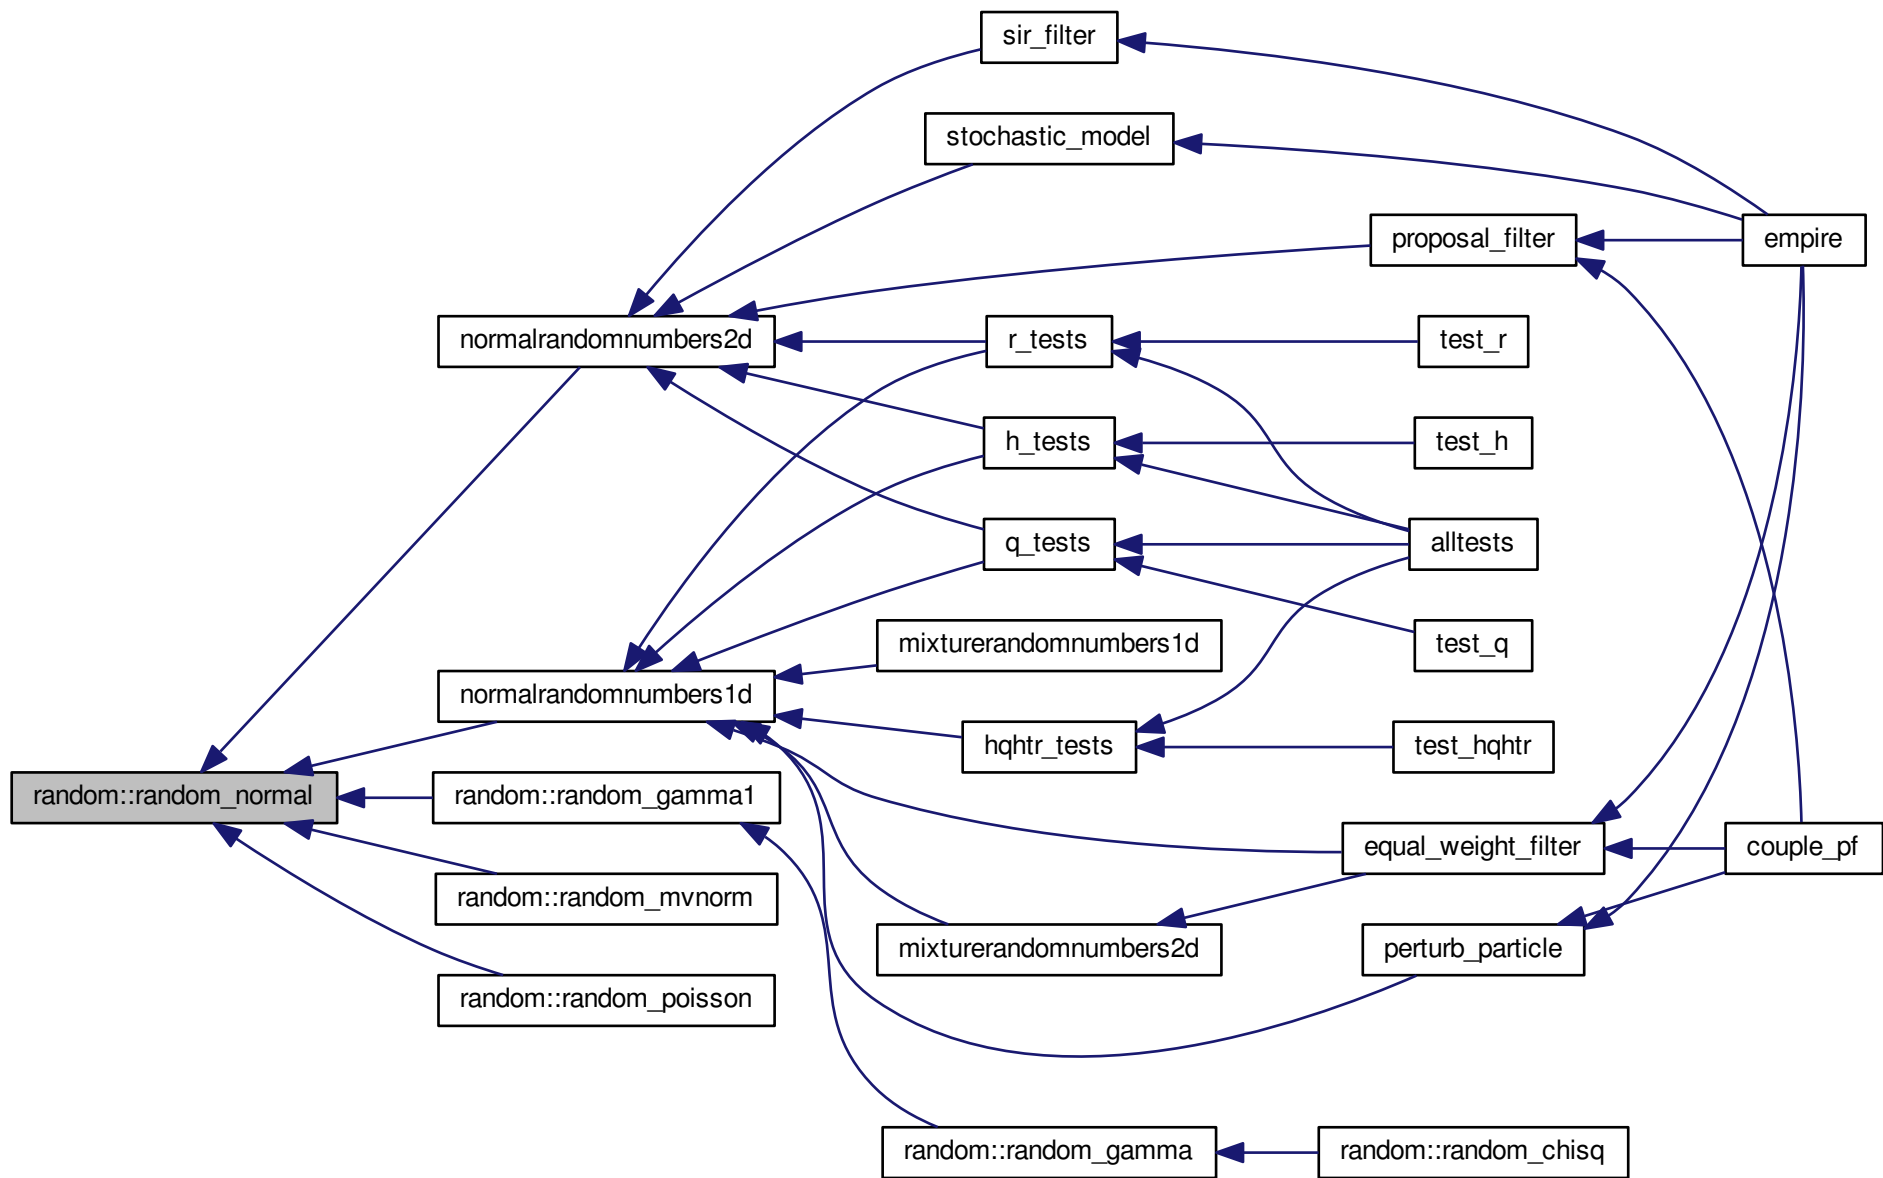 sir_filter
stochastic_model
proposal_filter
empire
normalrandomnumbers2d
r_tests
test_r
h_tests
test_h
q_tests
alltests
mixturerandomnumbers1d
test_q
normalrandomnumbers1d
hqhtr_tests
test_hqhtr
random::random_normal
random::random_gamma1
equal_weight_filter
couple_pf
random::random_mvnorm
mixturerandomnumbers2d
perturb_particle
random::random_poisson
random::random_gamma
random::random_chisq